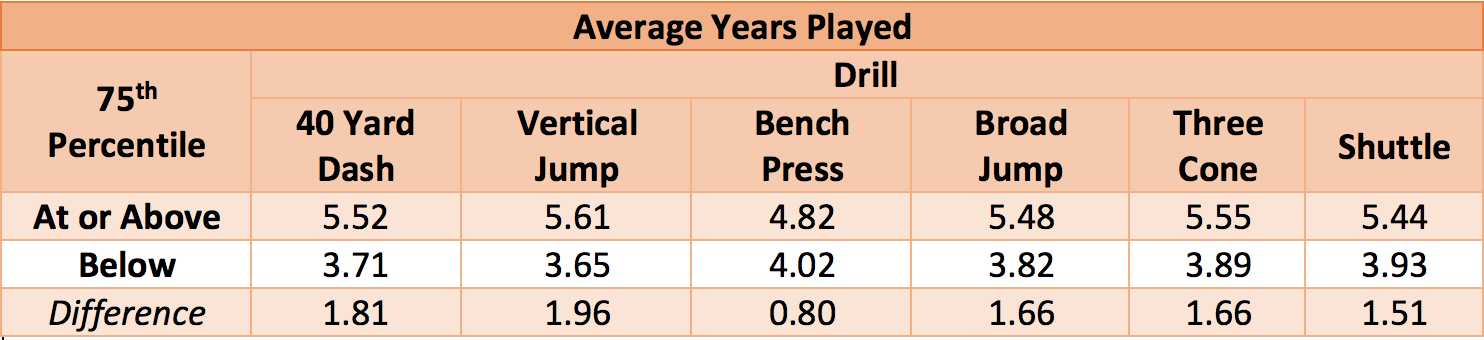 Average Years Played
75th Percentile Drill
40 Yard Dash Vertical Jump Bench Press Broad Jump Three Cone Shuttle
At or Above 5.52 5.61 4.82 5.48 5.55 5.44
Below 3.71 3.65 4.02 3.82 3.89 3.93
Difference 1.81 1.96 0.80 1.66 1.66 1.51